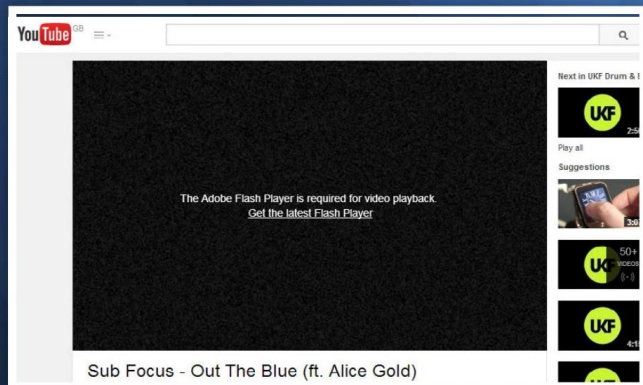 YouTube GB
Next in UKF Drum & 
UKF
2:5
Play all
Suggestions
The Adobe Flash Player is required for video playback.
Get the latest Flash Player
3:0
UKF
50+
VIDEOS
UKF
4:1
Sub Focus - Out The Blue (ft. Alice Gold)